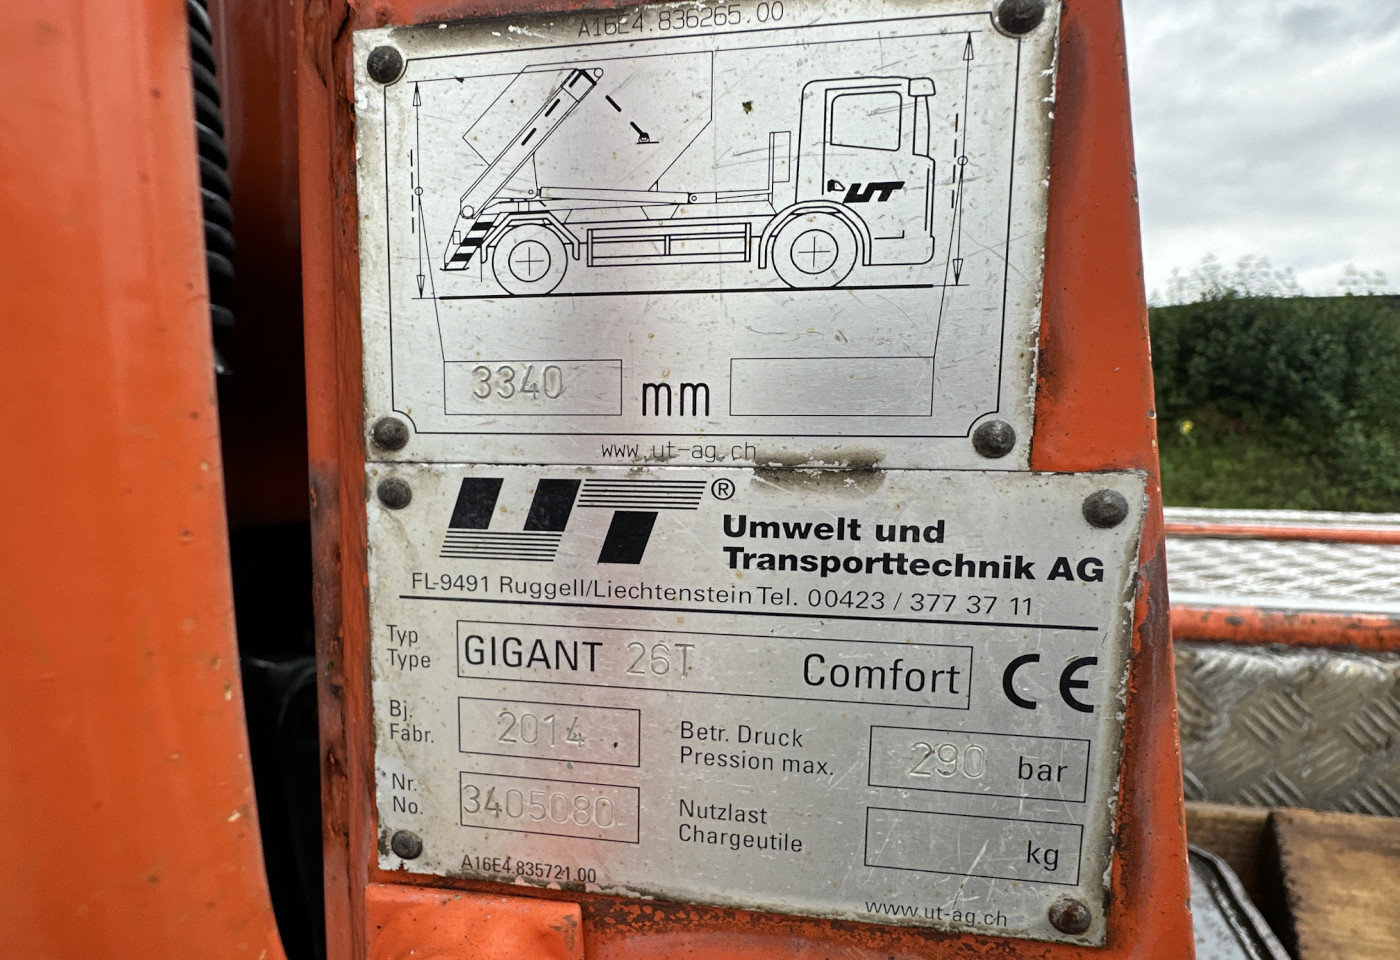 A16E4.836265.00
UT
3340 mm
www.ut-ag.ch
UT®
Umwelt und
Transporttechnik AG
FL-9491 Ruggell/Liechtenstein Tel. 00423 / 377 37 11
Typ
Type
GIGANT 26T Comfort
CE
Bj.
Fabr.
2014
Betr. Druck
Pression max.
290 bar
Nr.
No.
3405080
Nutzlast
Chargeutile
kg
A16E4.835721.00
www.ut-ag.ch